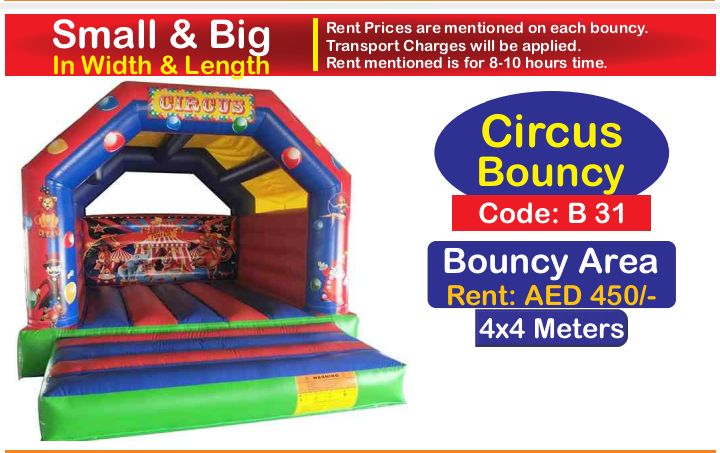 Small & Big
In Width & Length
Rent Prices are mentioned on each bouncy.
Transport Charges will be applied.
Rent mentioned is for 8-10 hours time.
CIRCUS
Circus
Bouncy
Code: B 31
Bouncy Area
Rent: AED 450/-
4x4 Meters
WARNING